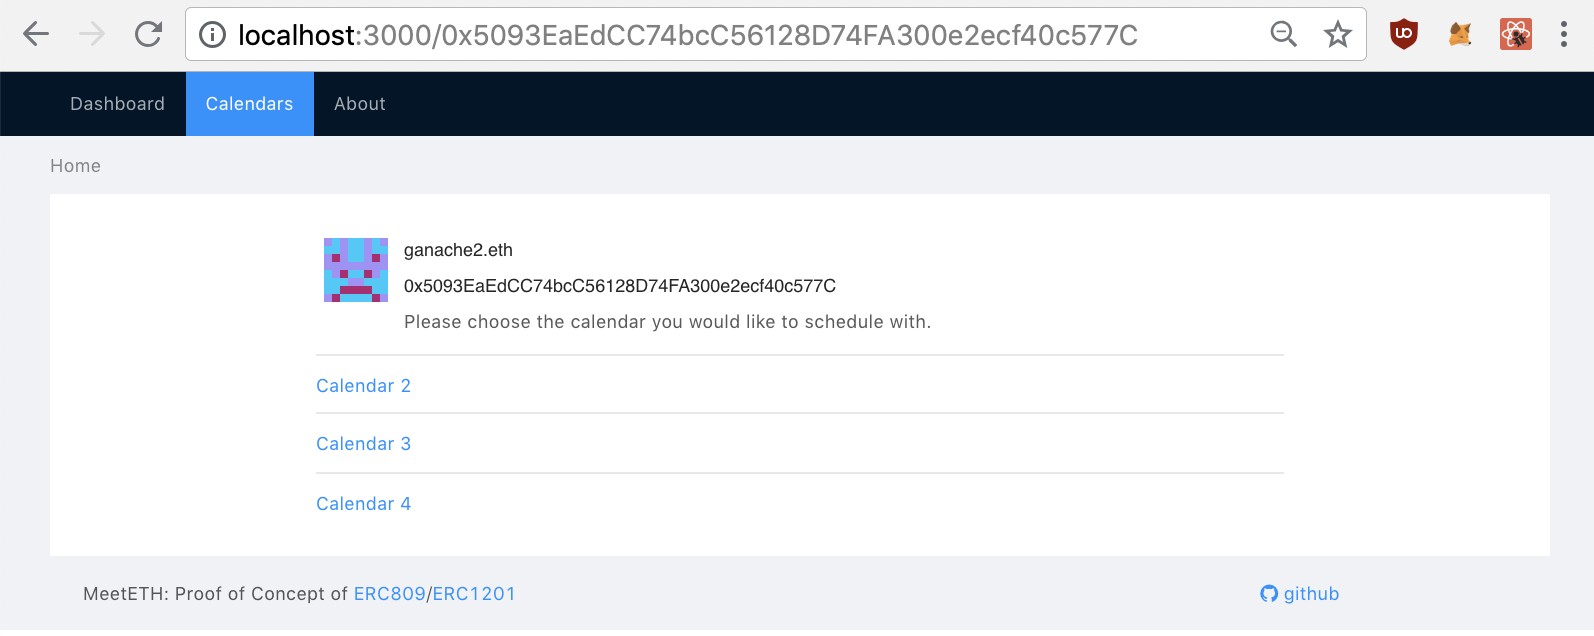 localhost:3000/0x5093EaEdCC74bcC56128D74FA300e2ecf40c577C
Dashboard Calendars About
Home
ganache2.eth
0x5093EaEdCC74bcC56128D74FA300e2ecf40c577C
Please choose the calendar you would like to schedule with.
Calendar 2
Calendar 3
Calendar 4
MeetETH: Proof of Concept of ERC809/ERC1201 github